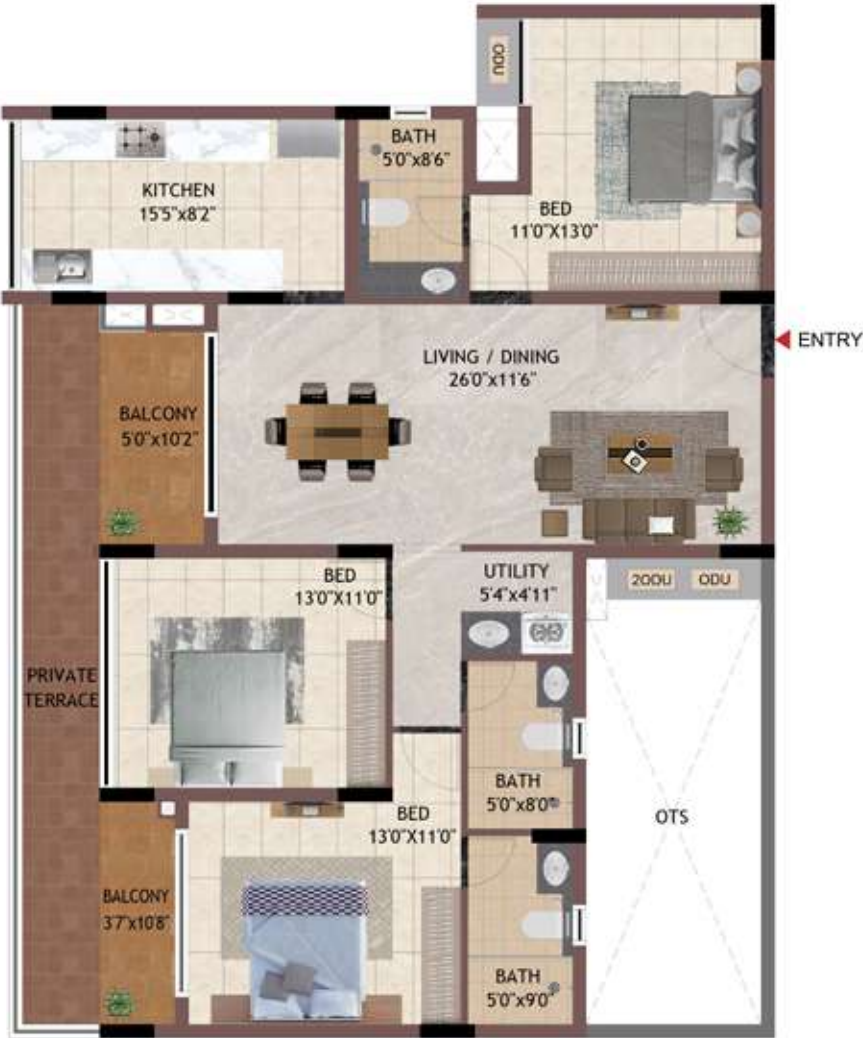 ODU
BATH
5'0"x8'6"
KITCHEN
15'5"x8'2"
BED
11'0"X13'0"
LIVING / DINING
26'0"x11'6"
ENTRY
BALCONY
5'0"x10'2"
BED
13'0"X11'0"
UTILITY
5'4"x4'11"
2ODU
ODU
PRIVATE
TERRACE
BATH
5'0"x8'0"
BED
13'0"X11'0"
OTS
BALCONY
3'7"x10'8"
BATH
5'0"x9'0"